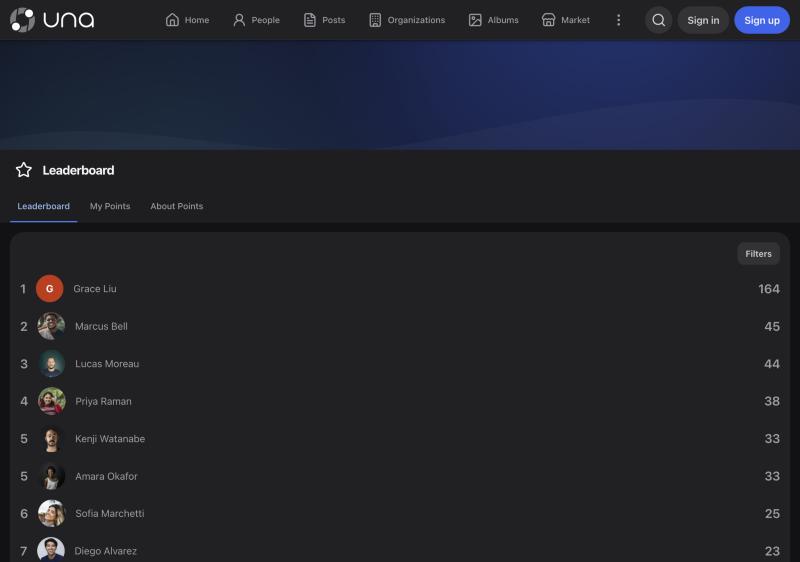 una
Home
People
Posts
Organizations
Albums
Market
Sign in
Sign up
Leaderboard
Leaderboard
My Points
About Points
Filters
1 G Grace Liu 164
2 Marcus Bell 45
3 Lucas Moreau 44
4 Priya Raman 38
5 Kenji Watanabe 33
5 Amara Okafor 33
6 Sofia Marchetti 25
7 Diego Alvarez 23